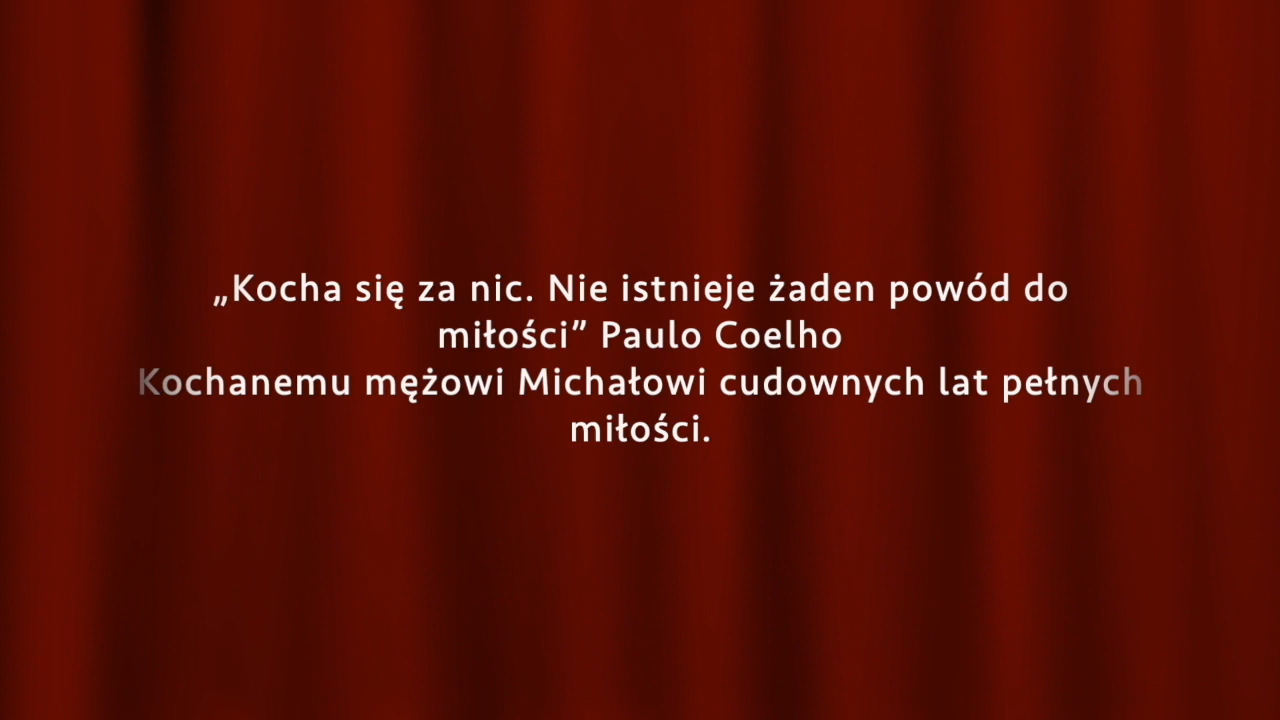 „Kocha się za nic. Nie istnieje żaden powód do
miłości” Paulo Coelho
Kochanemu mężowi Michałowi cudownych lat pełnych
miłości.